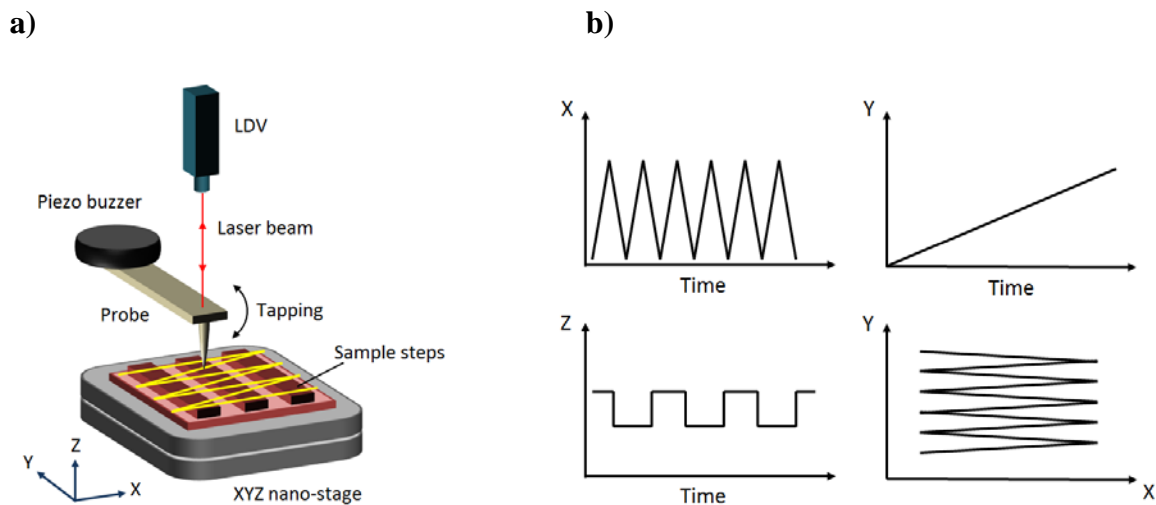 a)
LDV
Piezo buzzer
Laser beam
Probe
Tapping
Sample steps
Z
Y
X
XYZ nano-stage
b)
X
Time
Y
Time
Z
Time
Y
X